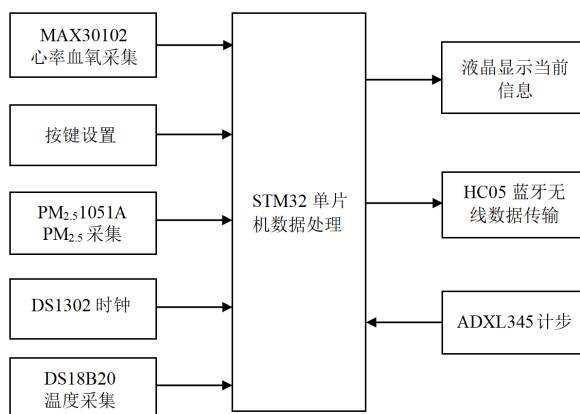 MAX30102
心率血氧采集
按键设置
PM2.51051A
PM2.5 采集
DS1302 时钟
DS18B20
温度采集
STM32 单片
机数据处理
液晶显示当前
信息
HC05 蓝牙无
线数据传输
ADXL345 计步